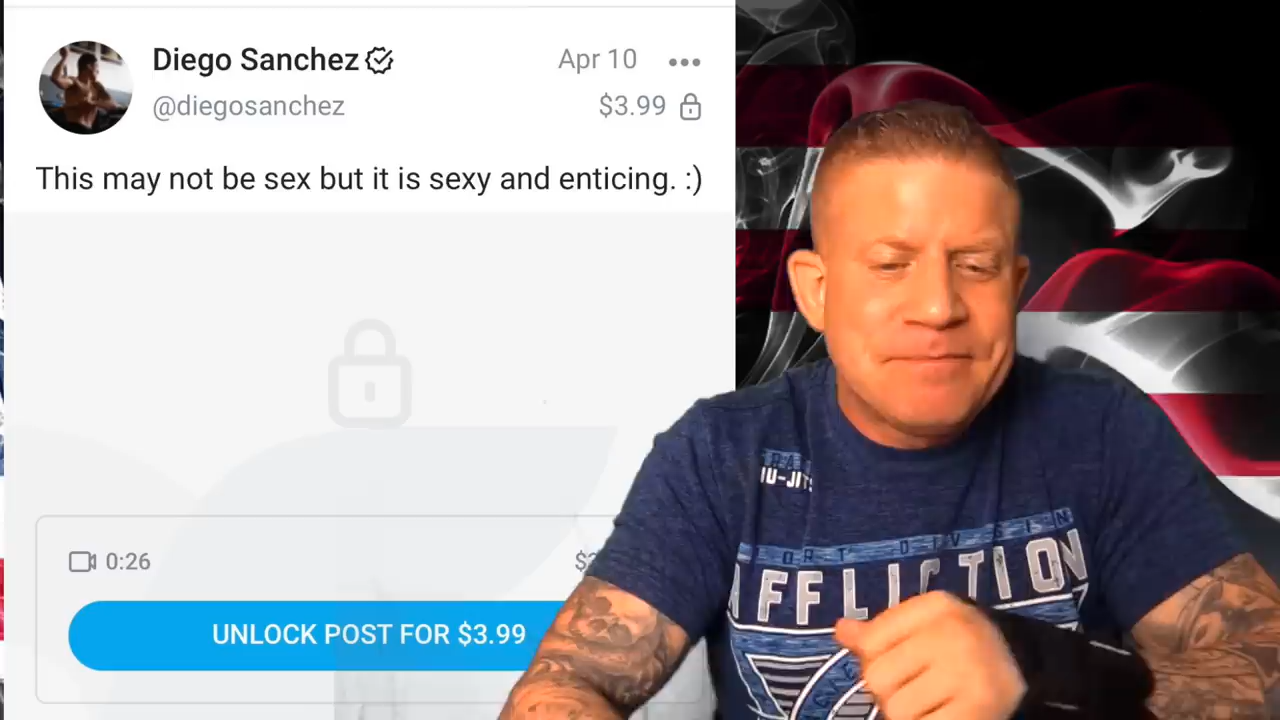 Diego Sanchez
Apr 10
@diegosanchez
$3.99
This may not be sex but it is sexy and enticing. :)
0:26
UNLOCK POST FOR $3.99
AFFLICTION